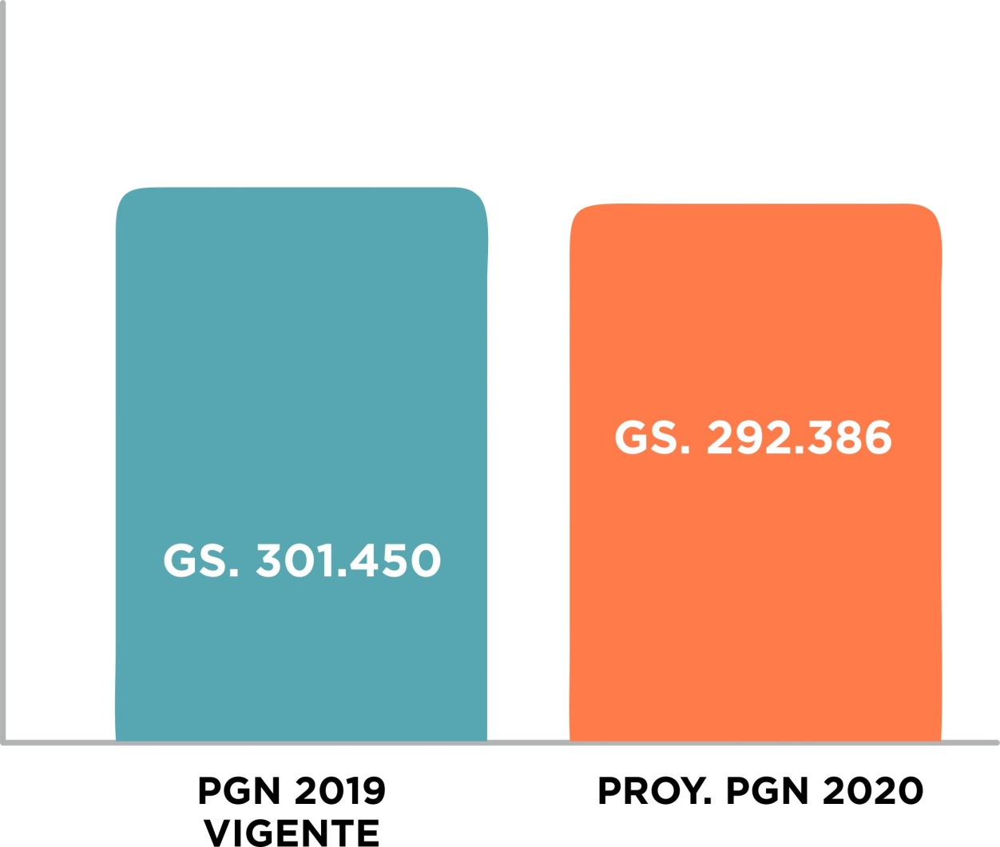 GS. 301.450
GS. 292.386
PGN 2019
VIGENTE
PROY. PGN 2020